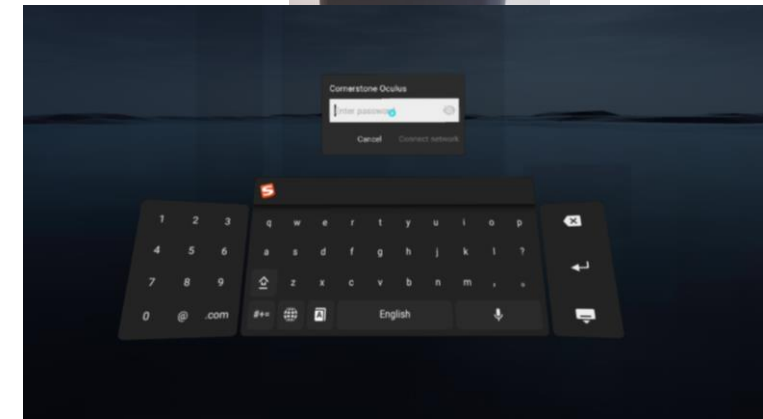 Cornerstone Oculus
Enter password
Cancel Connect network
S
1 2 3 q w e r t y u i o p
4 5 6 a s d f g h j k l ?
7 8 9 z x c v b n m , 。
0 @ .com #+= A English